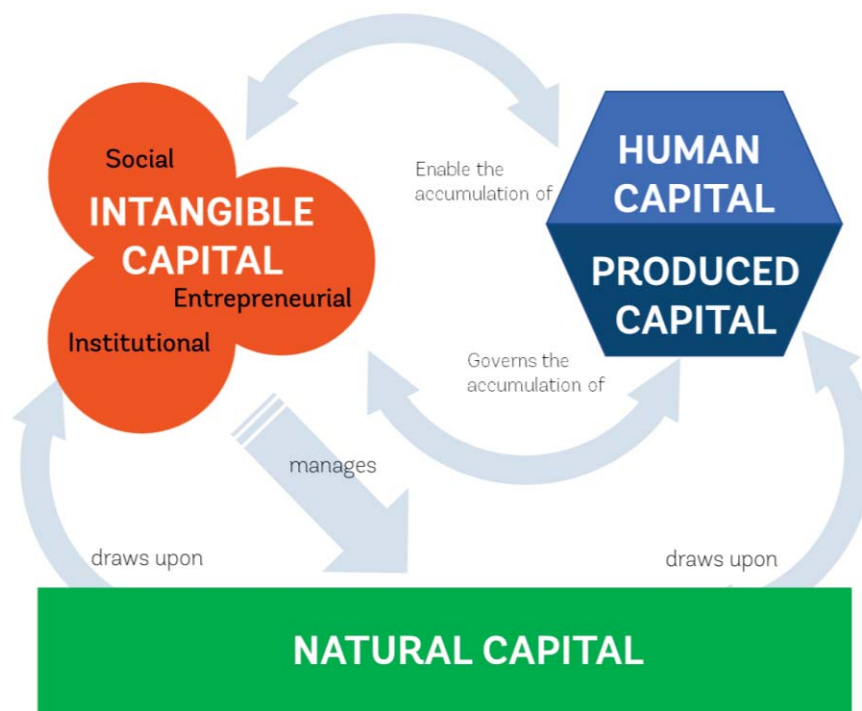 Social
INTANGIBLE
CAPITAL
Entrepreneurial
Institutional
Enable the
accumulation of
HUMAN
CAPITAL
PRODUCED
CAPITAL
Governs the
accumulation of
manages
draws upon
draws upon
NATURAL CAPITAL